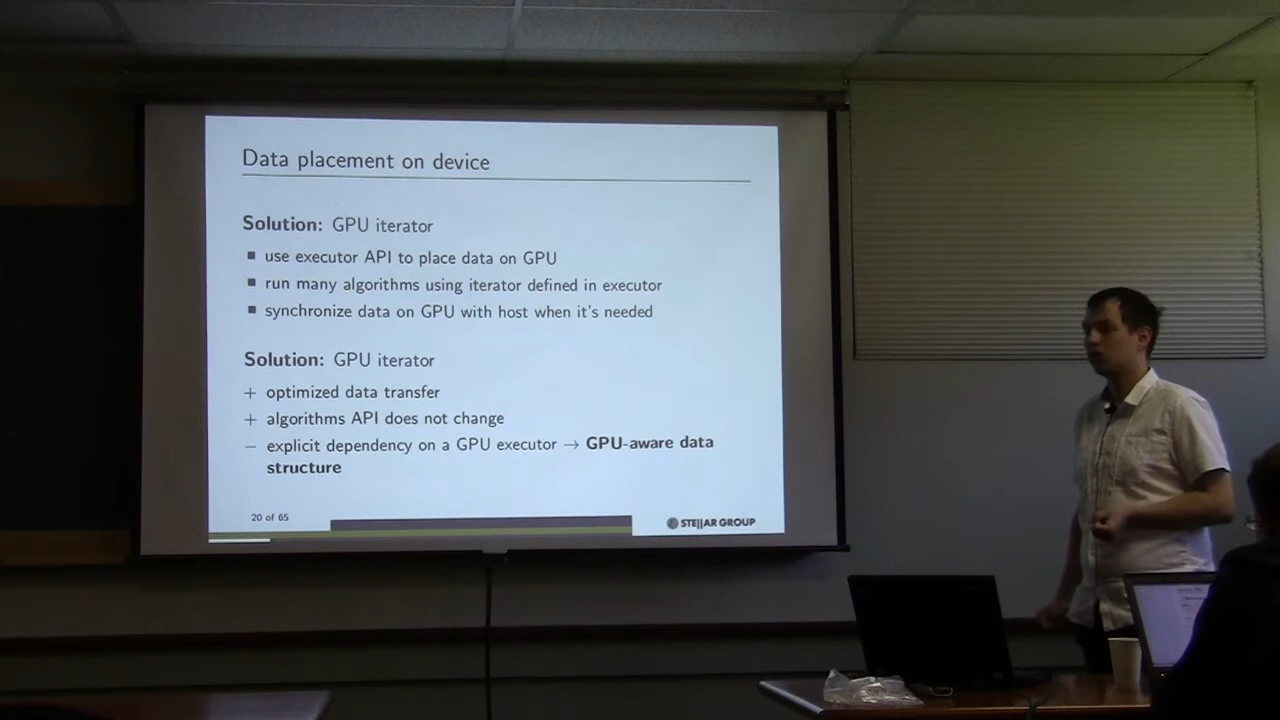 Data placement on device
Solution: GPU iterator
■ use executor API to place data on GPU
■ run many algorithms using iterator defined in executor
■ synchronize data on GPU with host when it's needed
Solution: GPU iterator
+ optimized data transfer
+ algorithms API does not change
− explicit dependency on a GPU executor → GPU-aware data
structure
20 of 65
STE||AR GROUP